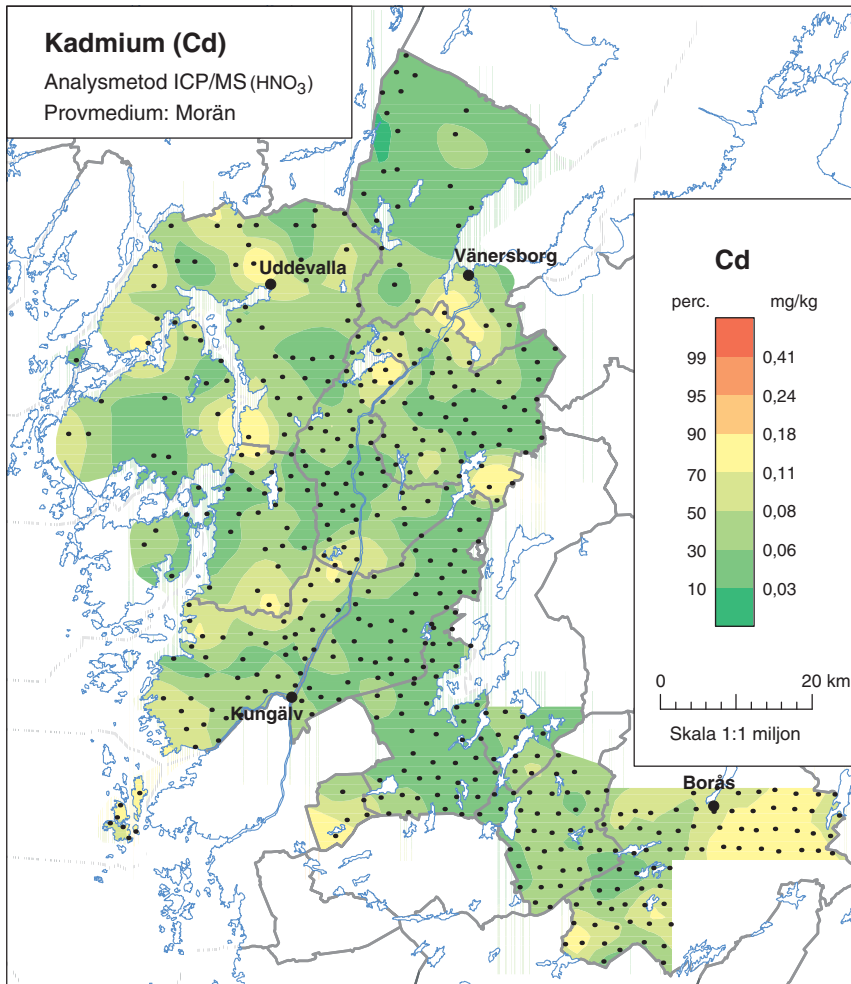 Kadmium (Cd)
Analysmetod ICP/MS (HNO₃)
Provmedium: Morän
Uddevalla
Vänersborg
Kungälv
Borås
Cd
perc. mg/kg
99 0,41
95 0,24
90 0,18
70 0,11
50 0,08
30 0,06
10 0,03
0 20 km
Skala 1:1 miljon